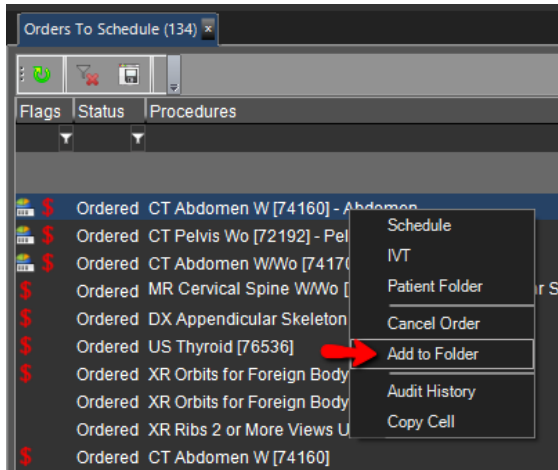 Orders To Schedule (134)
Flags Status Procedures
Ordered CT Abdomen W [74160] - Abdomen
Ordered CT Pelvis Wo [72192] - Pel
Ordered CT Abdomen W/Wo [7417
Ordered MR Cervical Spine W/Wo [ r S
Ordered DX Appendicular Skeleton
Ordered US Thyroid [76536]
Ordered XR Orbits for Foreign Body
Ordered XR Orbits for Foreign Body
Ordered XR Ribs 2 or More Views U
Ordered CT Abdomen W [74160]
Schedule
IVT
Patient Folder
Cancel Order
Add to Folder
Audit History
Copy Cell